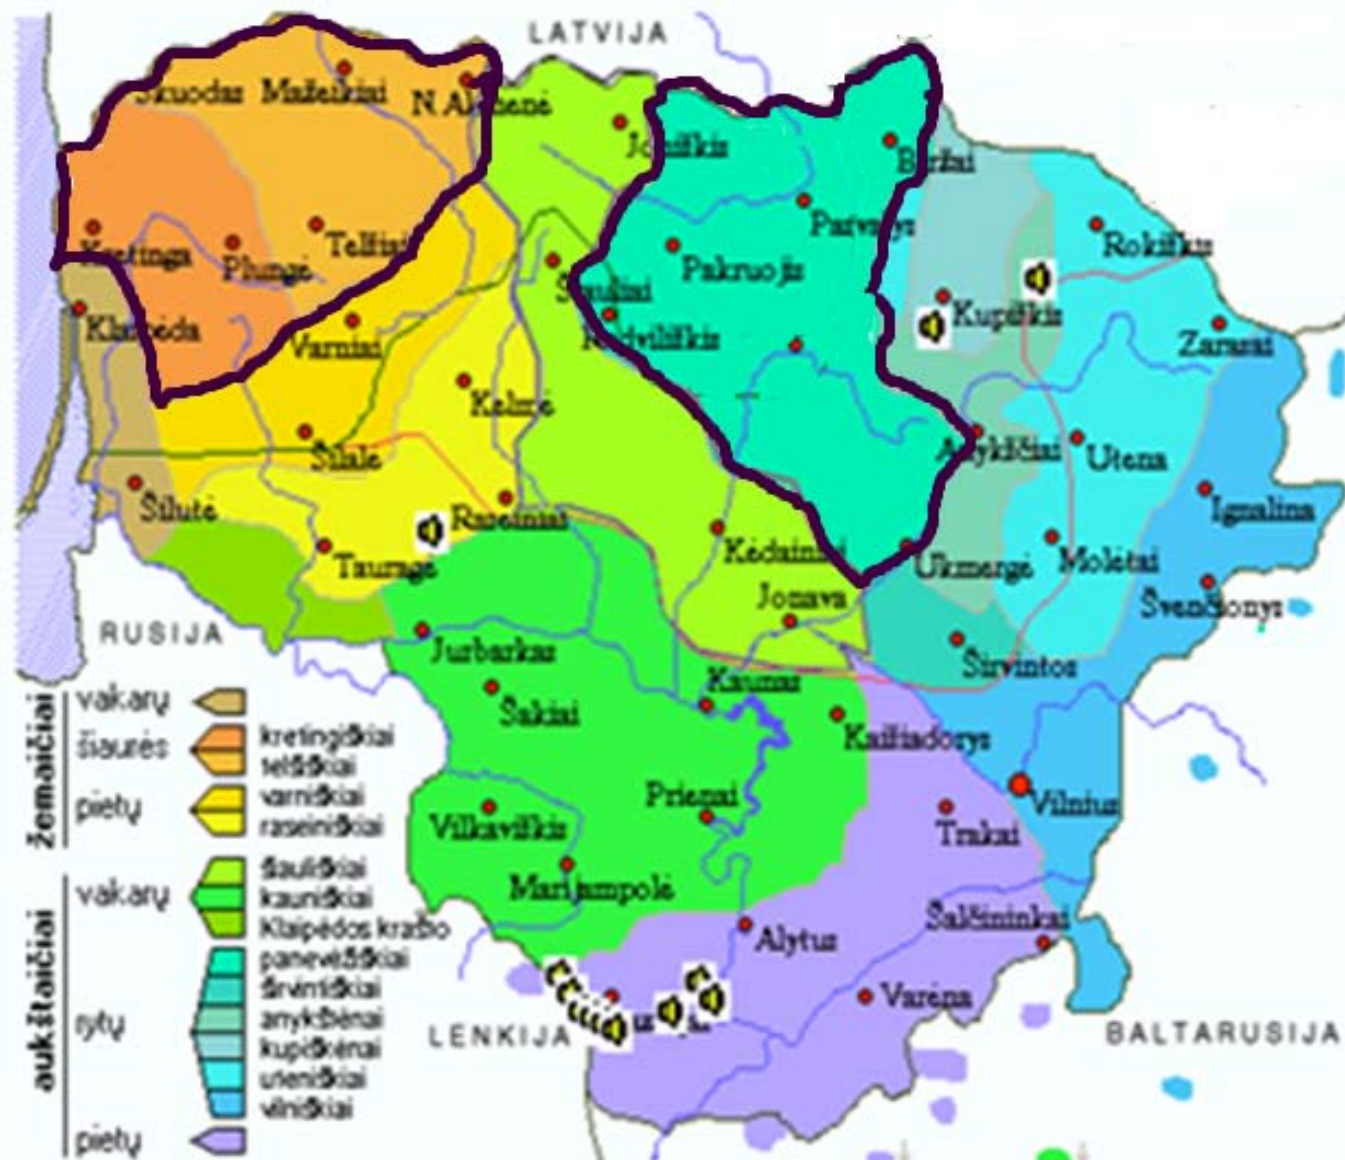 LATVIJA
Skuodas Mažeikiai
N. Akmenė
Joniškis
Biržai
Parvalys
Kretinga
Plungė
Telšiai
Pakruojis
Rokiškis
Šiauliai
Klaipėda
Varniai
Radviliškis
Kupiškis
Zarasai
Kelmė
Šilalė
Anykščiai
Utena
Šilutė
Raseiniai
Ignalina
Tauragė
Kėdainiai
Ukmergė
Molėtai
Jonava
Švenčionys
RUSIJA
Jurbarkas
Širvintos
Kaunas
Šakiai
Kaišiadorys
Prienai
Vilnius
Vilkaviškis
Trakai
Marijampolė
Alytus
Šalčininkai
Varėna
LENKIJA
BALTARUSIJA
žemaičiai
vakarų
šiaurės
kretingiškiai
telšiškiai
pietų
varniškiai
raseiniškiai
aukštaičiai
vakarų
šiauliškiai
kauniškiai
Klaipėdos krašto
rytų
panevėžiškiai
širvintiškiai
anykštėnai
kupiškėnai
uteniškiai
vilniškiai
pietų